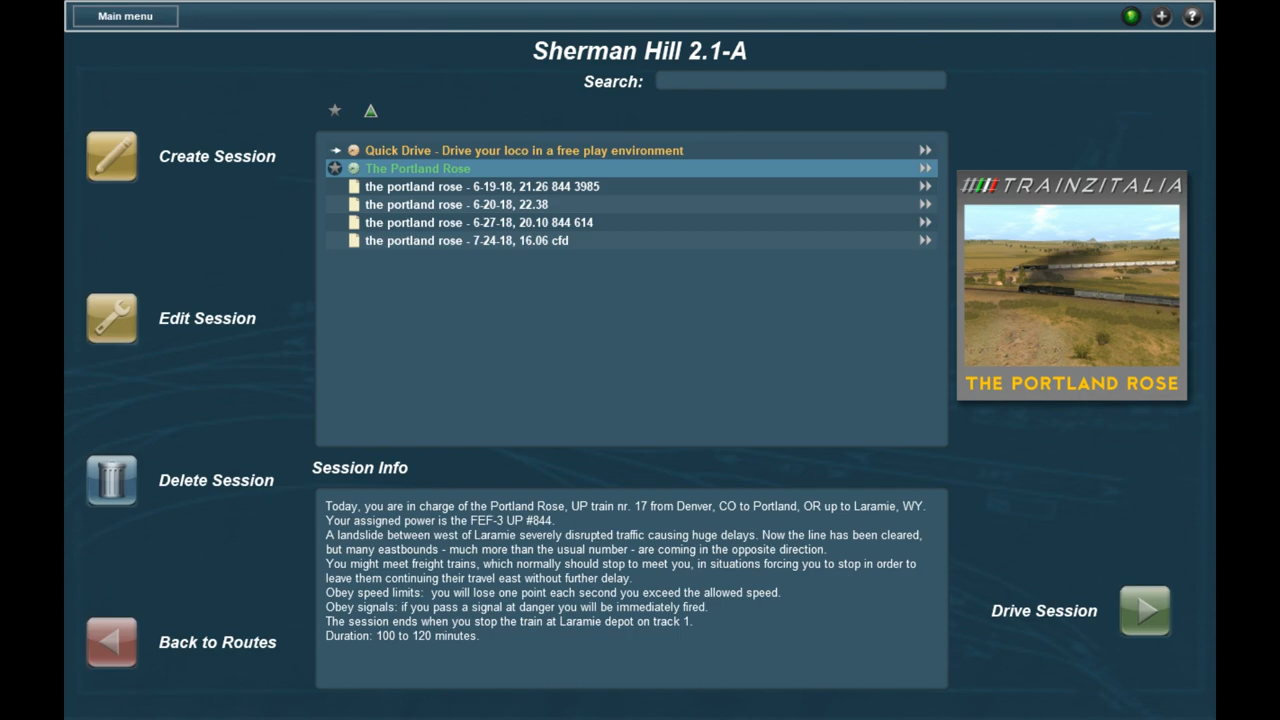 Main menu
Sherman Hill 2.1-A
Search:
Create Session
Quick Drive - Drive your loco in a free play environment
The Portland Rose
the portland rose - 6-19-18, 21.26 844 3985
the portland rose - 6-20-18, 22.38
the portland rose - 6-27-18, 20.10 844 614
the portland rose - 7-24-18, 16.06 cfd
TRAINZITALIA
THE PORTLAND ROSE
Edit Session
Delete Session
Session Info
Today, you are in charge of the Portland Rose, UP train nr. 17 from Denver, CO to Portland, OR up to Laramie, WY.
Your assigned power is the FEF-3 UP #844.
A landslide between west of Laramie severely disrupted traffic causing huge delays. Now the line has been cleared,
but many eastbounds - much more than the usual number - are coming in the opposite direction.
You might meet freight trains, which normally should stop to meet you, in situations forcing you to stop in order to
leave them continuing their travel east without further delay.
Obey speed limits:  you will lose one point each second you exceed the allowed speed.
Obey signals: if you pass a signal at danger you will be immediately fired.
The session ends when you stop the train at Laramie depot on track 1.
Duration: 100 to 120 minutes.
Drive Session
Back to Routes